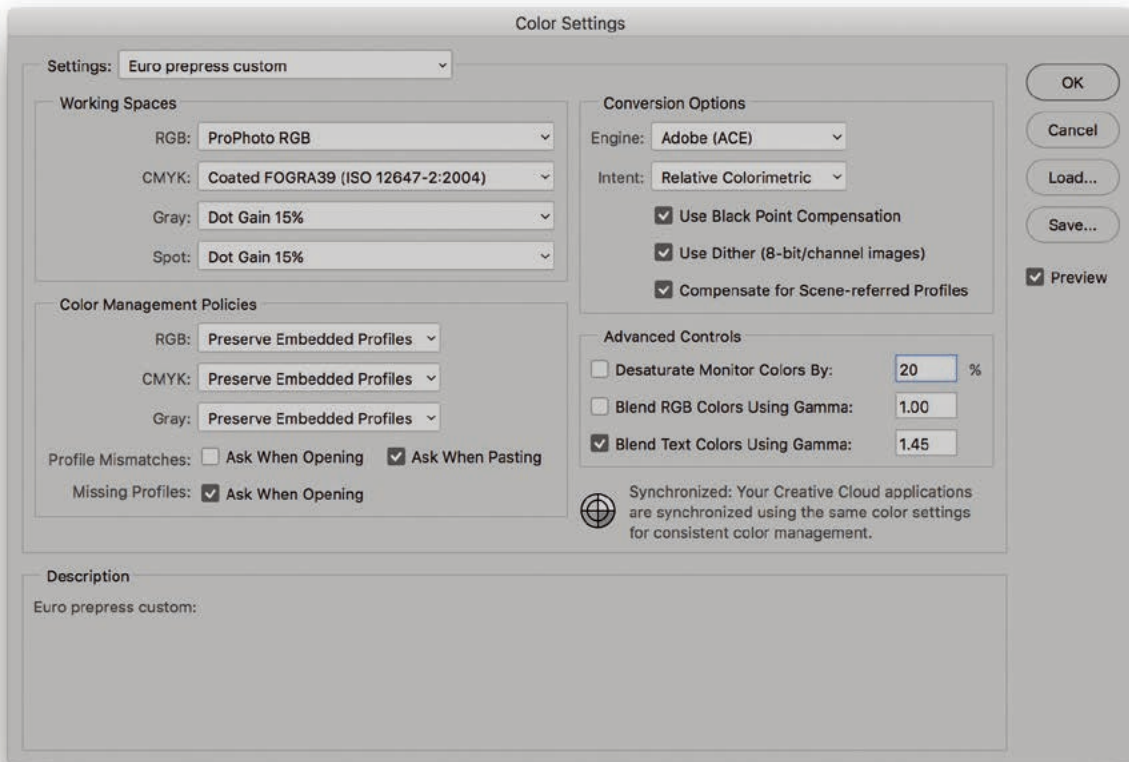 Color Settings
Settings: Euro prepress custom
Working Spaces
RGB: ProPhoto RGB
CMYK: Coated FOGRA39 (ISO 12647-2:2004)
Gray: Dot Gain 15%
Spot: Dot Gain 15%
Color Management Policies
RGB: Preserve Embedded Profiles
CMYK: Preserve Embedded Profiles
Gray: Preserve Embedded Profiles
Profile Mismatches: Ask When Opening Ask When Pasting
Missing Profiles: Ask When Opening
Conversion Options
Engine: Adobe (ACE)
Intent: Relative Colorimetric
Use Black Point Compensation
Use Dither (8-bit/channel images)
Compensate for Scene-referred Profiles
Advanced Controls
Desaturate Monitor Colors By: 20 %
Blend RGB Colors Using Gamma: 1.00
Blend Text Colors Using Gamma: 1.45
Synchronized: Your Creative Cloud applications
are synchronized using the same color settings
for consistent color management.
OK
Cancel
Load...
Save...
Preview
Description
Euro prepress custom: